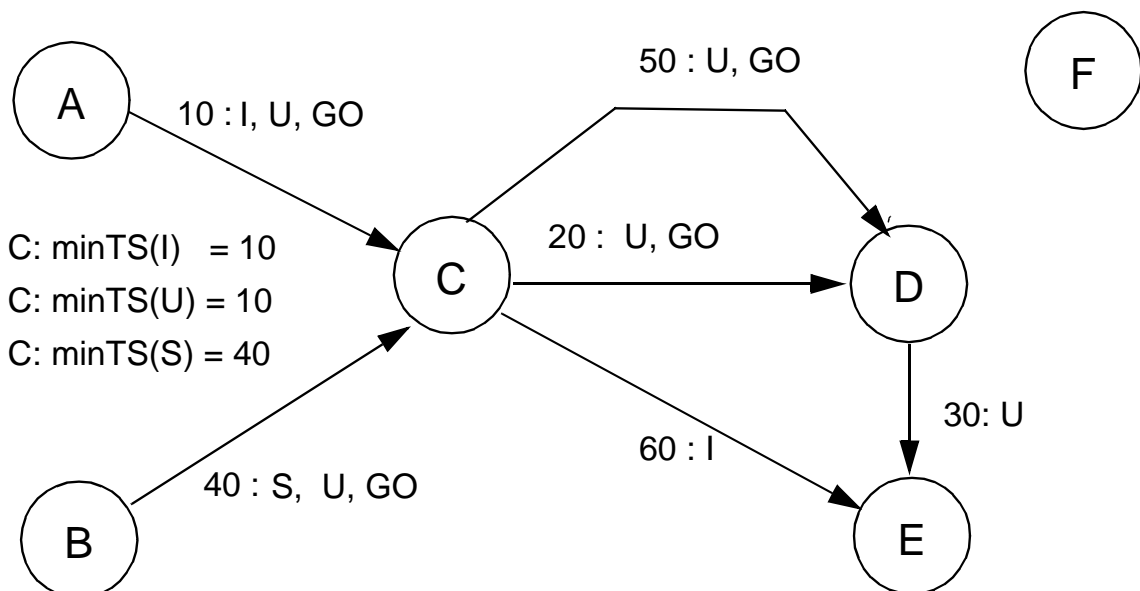 50 : U, GO
F
A
10 : I, U, GO
C: minTS(I) = 10
C: minTS(U) = 10
C: minTS(S) = 40
20 : U, GO
C
D
30: U
60 : I
40 : S, U, GO
B
E